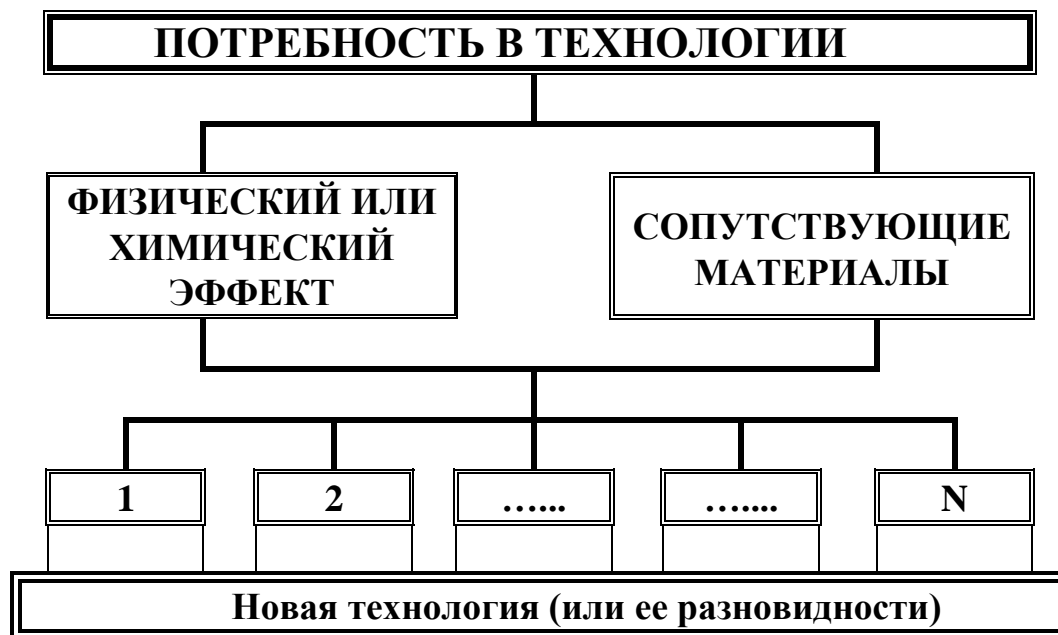 ПОТРЕБНОСТЬ В ТЕХНОЛОГИИ
ФИЗИЧЕСКИЙ ИЛИ
ХИМИЧЕСКИЙ
ЭФФЕКТ
СОПУТСТВУЮЩИЕ
МАТЕРИАЛЫ
1
2
…...
…....
N
Новая технология (или ее разновидности)